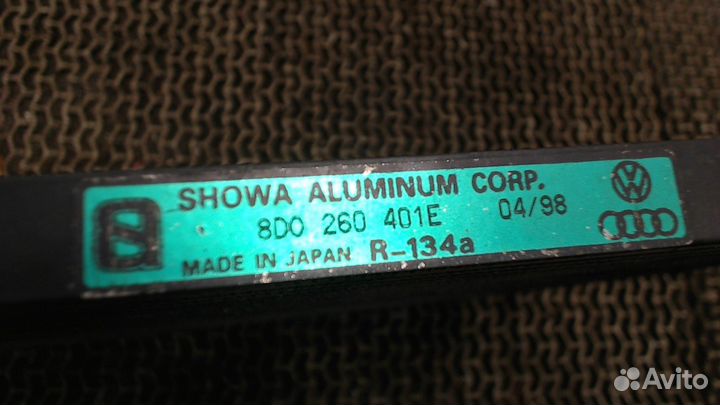 SHOWA ALUMINUM CORP.
8D0 260 401E 04/98
MADE IN JAPAN R-134a
Avito